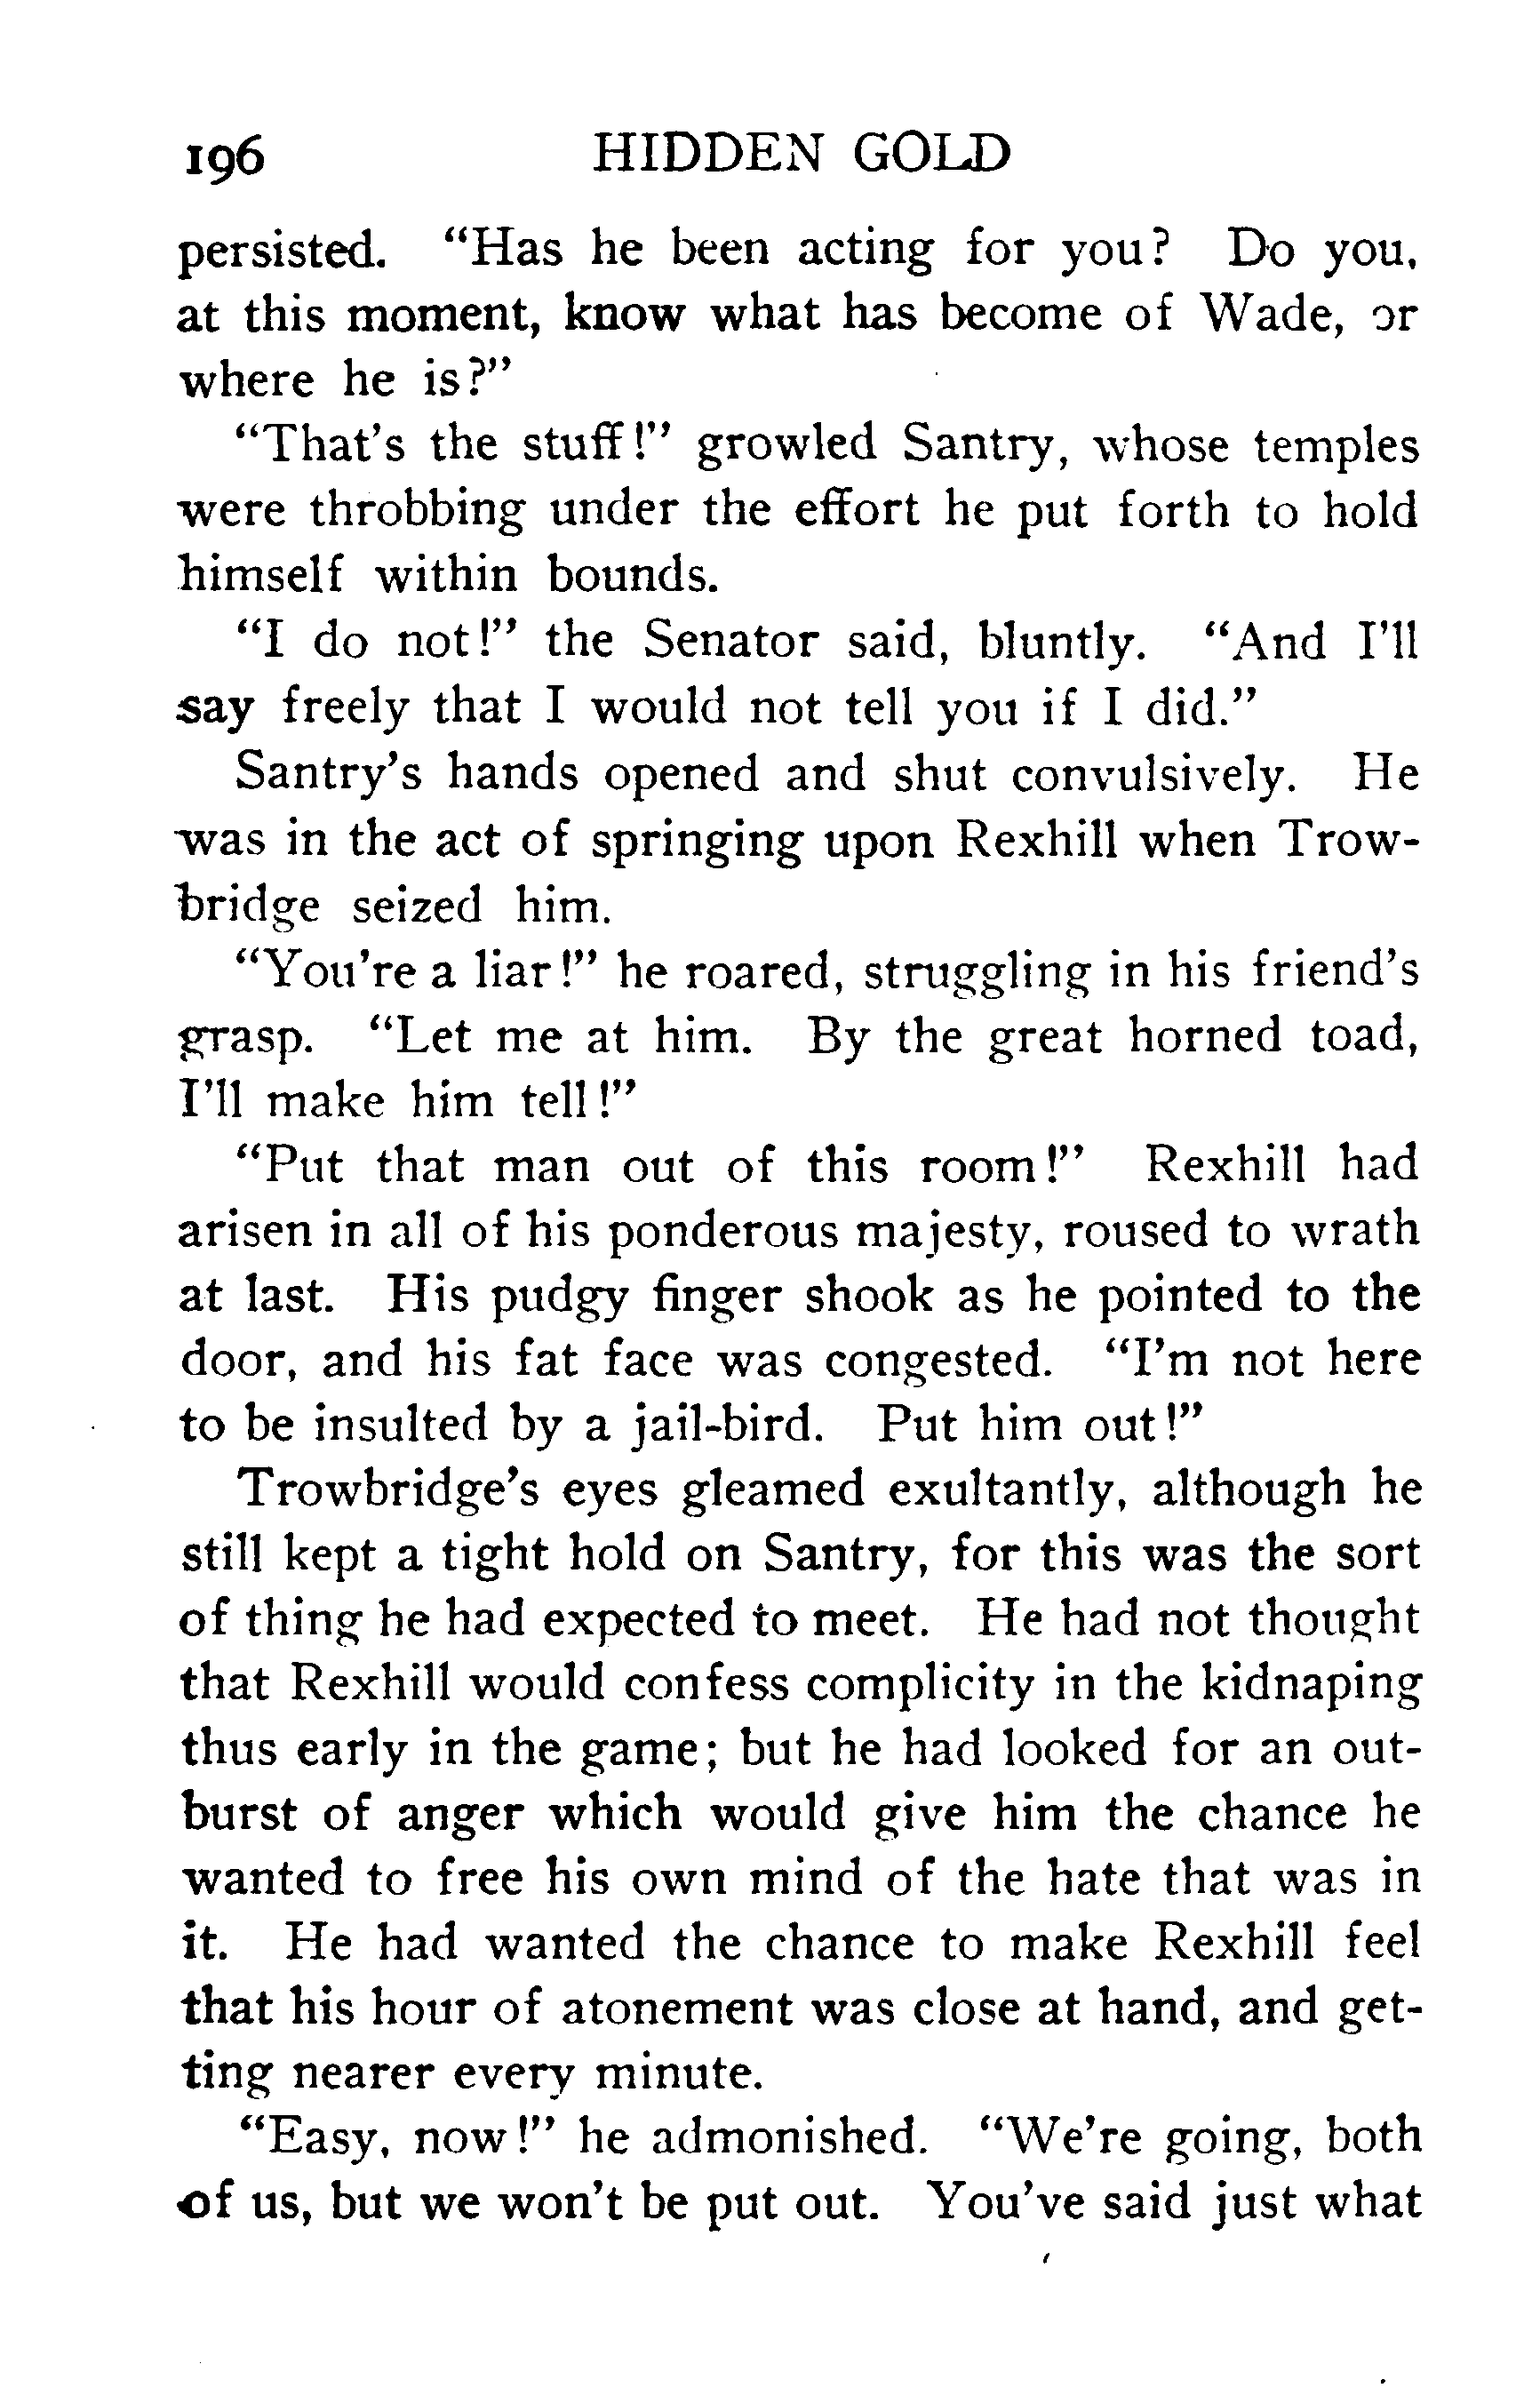 196 HIDDEN GOLD
persisted. "Has he been acting for you? Do you,
at this moment, know what has become of Wade, or
where he is?"
"That's the stuff!" growled Santry, whose temples
were throbbing under the effort he put forth to hold
himself within bounds.
"I do not!" the Senator said, bluntly. "And I'll
say freely that I would not tell you if I did."
Santry's hands opened and shut convulsively. He
was in the act of springing upon Rexhill when Trow-
bridge seized him.
"You're a liar!" he roared, struggling in his friend's
grasp. "Let me at him. By the great horned toad,
I'll make him tell!"
"Put that man out of this room!" Rexhill had
arisen in all of his ponderous majesty, roused to wrath
at last. His pudgy finger shook as he pointed to the
door, and his fat face was congested. "I'm not here
to be insulted by a jail-bird. Put him out!"
Trowbridge's eyes gleamed exultantly, although he
still kept a tight hold on Santry, for this was the sort
of thing he had expected to meet. He had not thought
that Rexhill would confess complicity in the kidnaping
thus early in the game; but he had looked for an out-
burst of anger which would give him the chance he
wanted to free his own mind of the hate that was in
it. He had wanted the chance to make Rexhill feel
that his hour of atonement was close at hand, and get-
ting nearer every minute.
"Easy, now!" he admonished. "We're going, both
of us, but we won't be put out. You've said just what